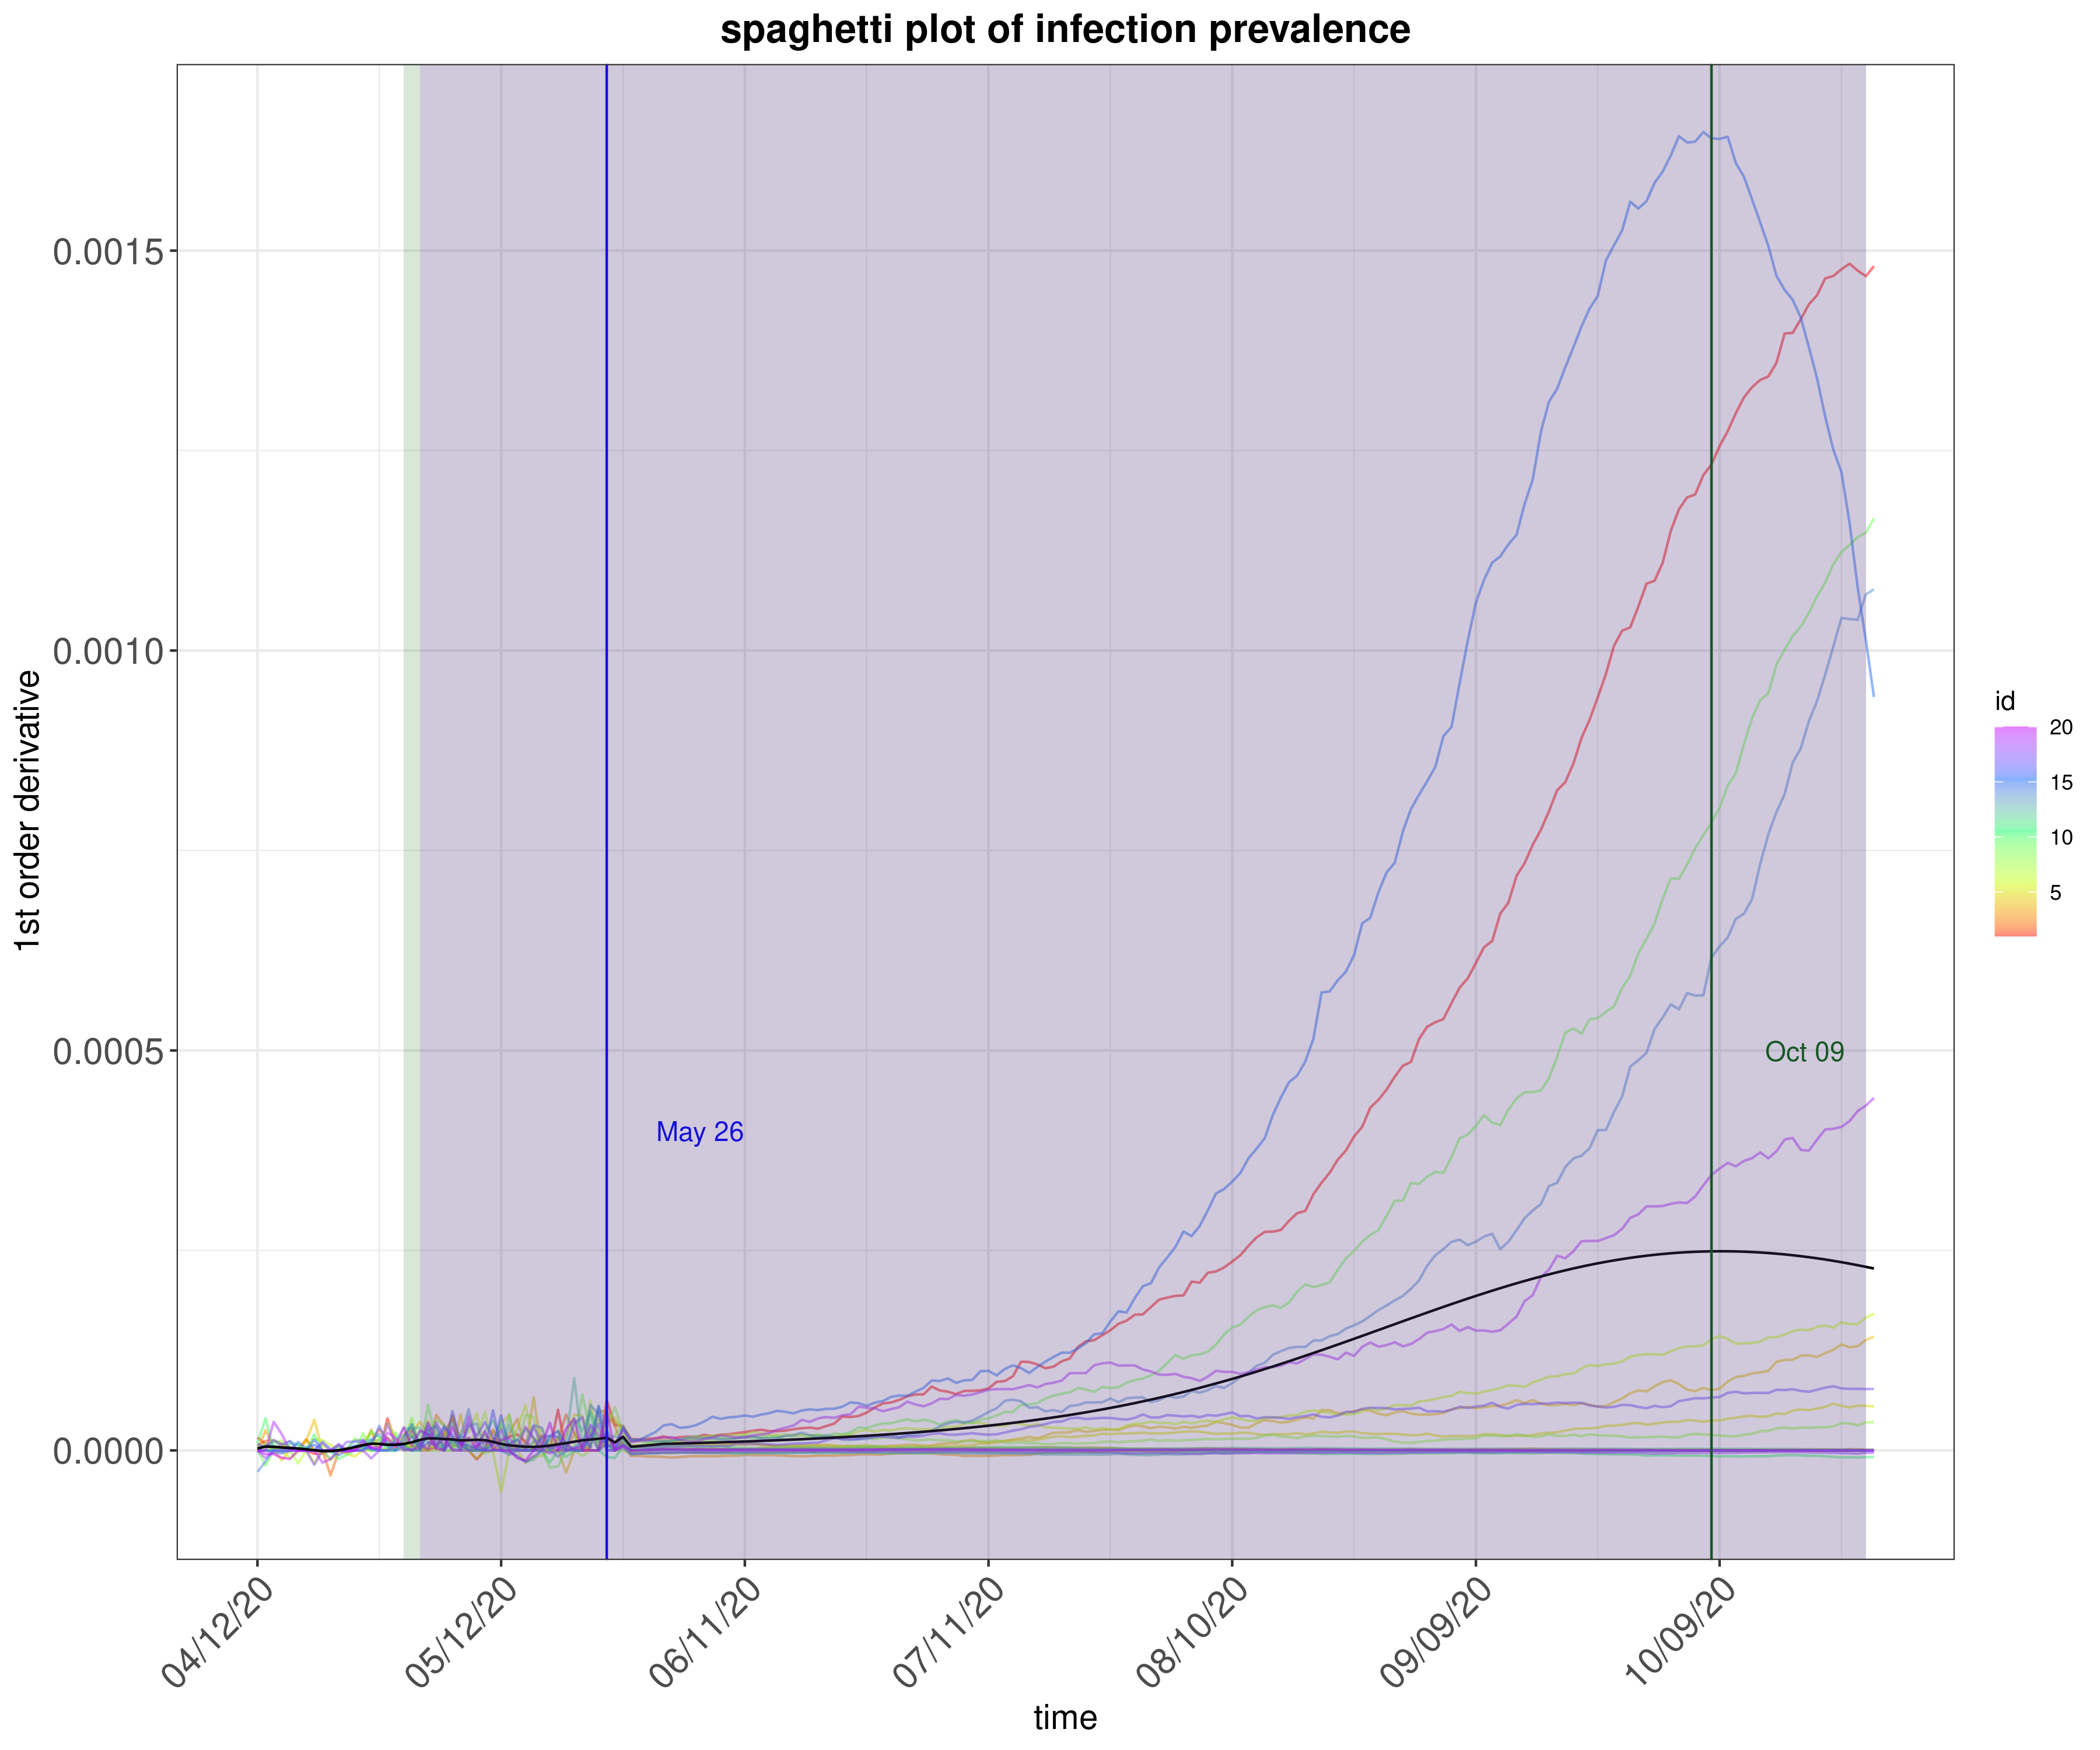 spaghetti plot of infection prevalence
1st order derivative
0.0015
0.0010
0.0005
0.0000
May 26
Oct 09
04/12/20
05/12/20
06/11/20
07/11/20
08/10/20
09/09/20
10/09/20
time
id
20
15
10
5